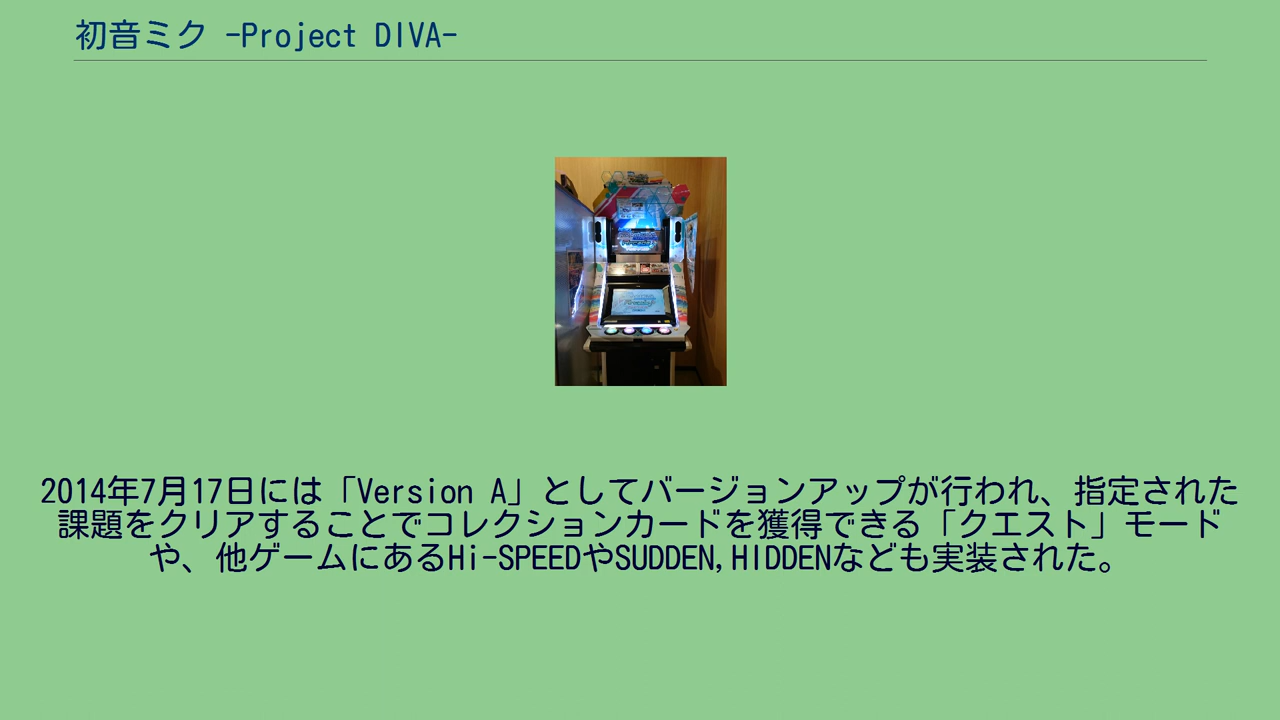 初音ミク -Project DIVA-
2014年7月17日には「Version A」としてバージョンアップが行われ、指定された
課題をクリアすることでコレクションカードを獲得できる「クエスト」モード
や、他ゲームにあるHi-SPEEDやSUDDEN,HIDDENなども実装された。